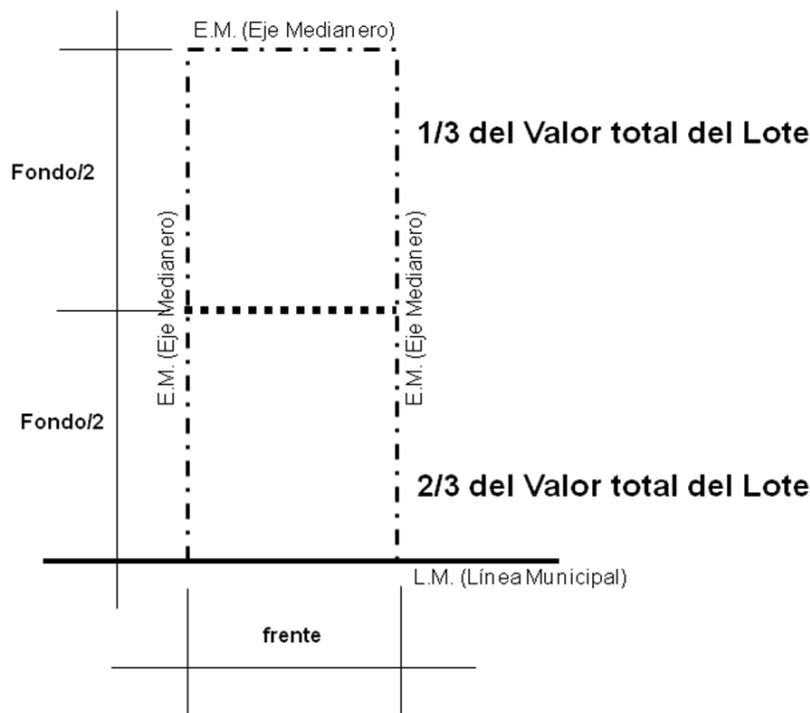 E.M. (Eje Medianero)
1/3 del Valor total del Lote
Fondo/2
E.M. (Eje Medianero)
E.M. (Eje Medianero)
Fondo/2
2/3 del Valor total del Lote
L.M. (Línea Municipal)
frente